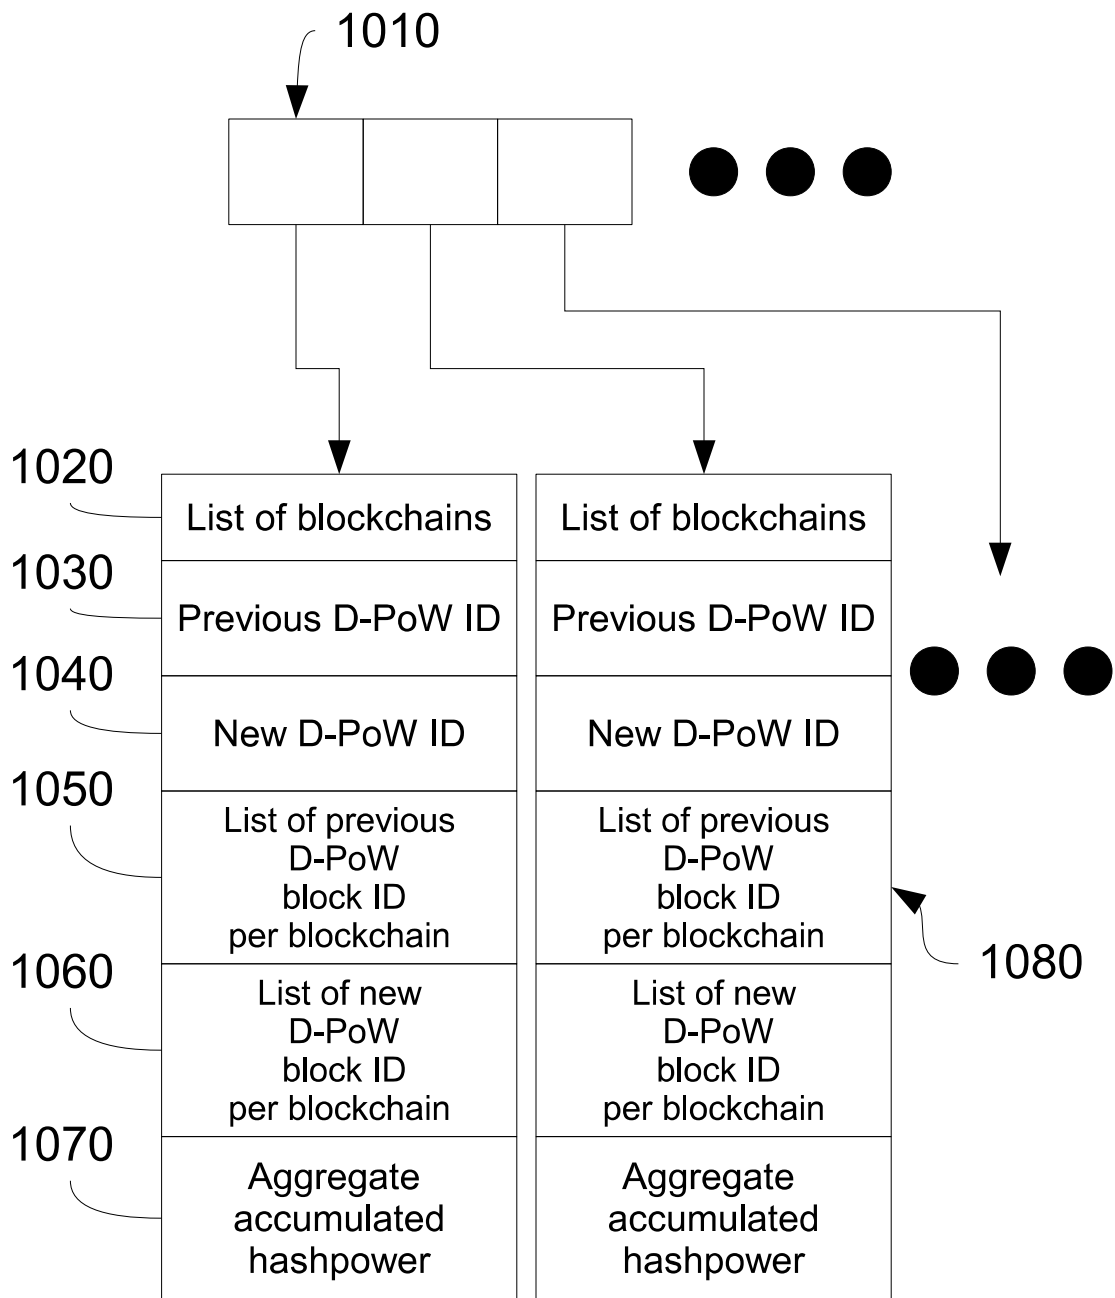 1010
1020
List of blockchains
List of blockchains
1030
Previous D-PoW ID
Previous D-PoW ID
1040
New D-PoW ID
New D-PoW ID
1050
List of previous
D-PoW
block ID
per blockchain
List of previous
D-PoW
block ID
per blockchain
1080
1060
List of new
D-PoW
block ID
per blockchain
List of new
D-PoW
block ID
per blockchain
1070
Aggregate
accumulated
hashpower
Aggregate
accumulated
hashpower